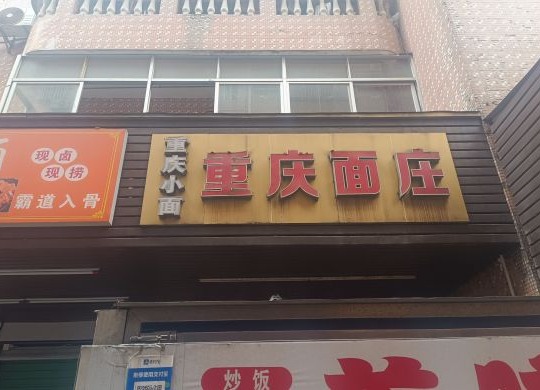 现卤
现捞
霸道入骨
重庆小面
重庆面庄
炒饭